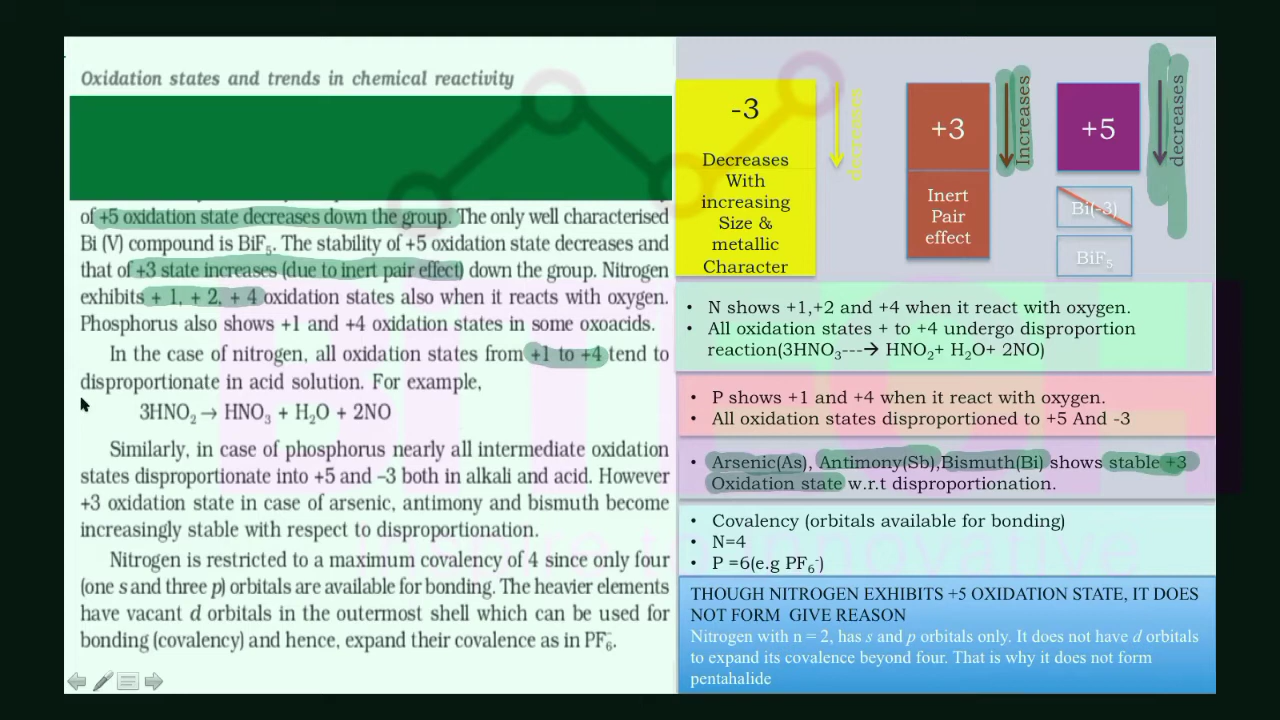 Oxidation states and trends in chemical reactivity
of +5 oxidation state decreases down the group. The only well characterised
Bi (V) compound is BiF₅. The stability of +5 oxidation state decreases and
that of +3 state increases (due to inert pair effect) down the group. Nitrogen
exhibits + 1, + 2, + 4 oxidation states also when it reacts with oxygen.
Phosphorus also shows +1 and +4 oxidation states in some oxoacids.
In the case of nitrogen, all oxidation states from +1 to +4 tend to
disproportionate in acid solution. For example,
3HNO₂ → HNO₃ + H₂O + 2NO
Similarly, in case of phosphorus nearly all intermediate oxidation
states disproportionate into +5 and –3 both in alkali and acid. However
+3 oxidation state in case of arsenic, antimony and bismuth become
increasingly stable with respect to disproportionation.
Nitrogen is restricted to a maximum covalency of 4 since only four
(one s and three p) orbitals are available for bonding. The heavier elements
have vacant d orbitals in the outermost shell which can be used for
bonding (covalency) and hence, expand their covalence as in PF₆⁻.
-3
Decreases
With
increasing
Size &
metallic
Character
decreases
+3
Inert
Pair
effect
Increases
+5
decreases
Bi(-3)
BiF₅
• N shows +1,+2 and +4 when it react with oxygen.
• All oxidation states + to +4 undergo disproportion
reaction(3HNO₃---→ HNO₂+ H₂O+ 2NO)
• P shows +1 and +4 when it react with oxygen.
• All oxidation states disproportioned to +5 And -3
• Arsenic(As), Antimony(Sb),Bismuth(Bi) shows stable +3
Oxidation state w.r.t disproportionation.
• Covalency (orbitals available for bonding)
• N=4
• P =6(e.g PF₆⁻)
THOUGH NITROGEN EXHIBITS +5 OXIDATION STATE, IT DOES
NOT FORM GIVE REASON
Nitrogen with n = 2, has s and p orbitals only. It does not have d orbitals
to expand its covalence beyond four. That is why it does not form
pentahalide